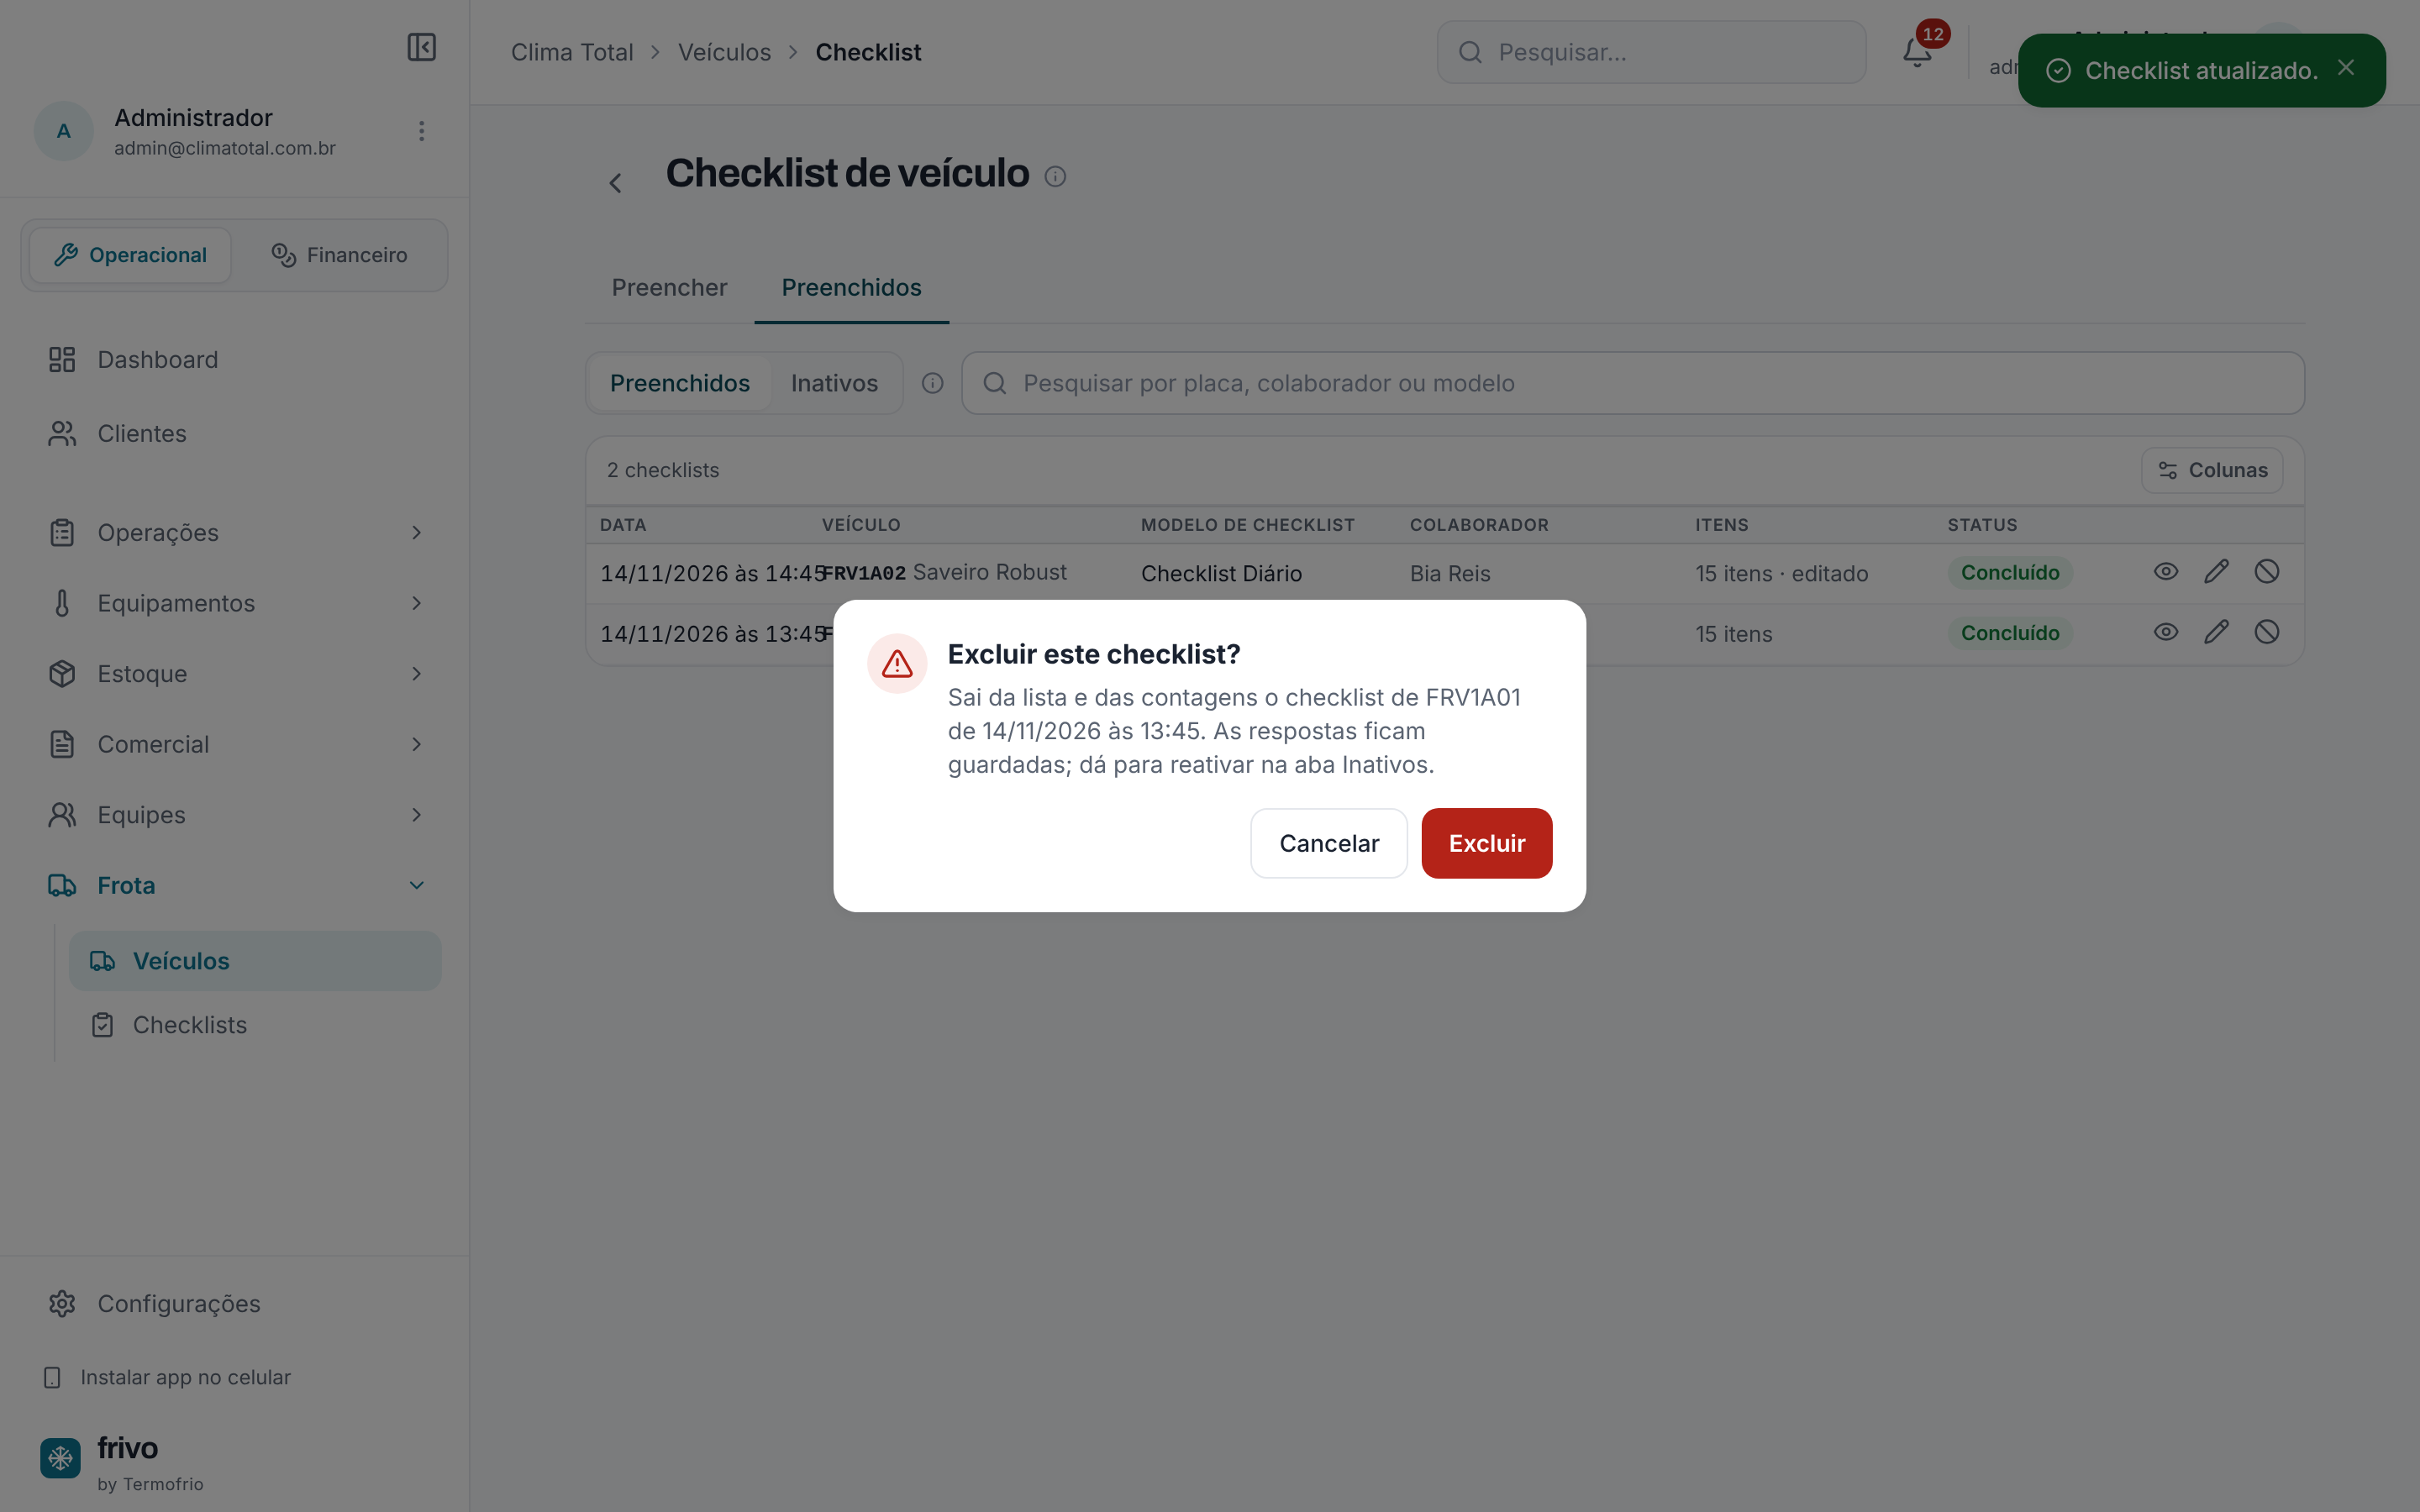 Clima Total > Veículos > Checklist
Pesquisar...
12
Checklist atualizado.
A
Administrador
admin@climatotal.com.br
Operacional
Financeiro
Dashboard
Clientes
Operações
Equipamentos
Estoque
Comercial
Equipes
Frota
Veículos
Checklists
Configurações
Instalar app no celular
frivo
by Termofrio
Checklist de veículo
Preencher
Preenchidos
Preenchidos
Inativos
Pesquisar por placa, colaborador ou modelo
2 checklists
Colunas
DATA VEÍCULO MODELO DE CHECKLIST COLABORADOR ITENS STATUS
14/11/2026 às 14:45 FRV1A02 Saveiro Robust Checklist Diário Bia Reis 15 itens · editado Concluído
14/11/2026 às 13:45 15 itens Concluído
Excluir este checklist?
Sai da lista e das contagens o checklist de FRV1A01
de 14/11/2026 às 13:45. As respostas ficam
guardadas; dá para reativar na aba Inativos.
Cancelar
Excluir